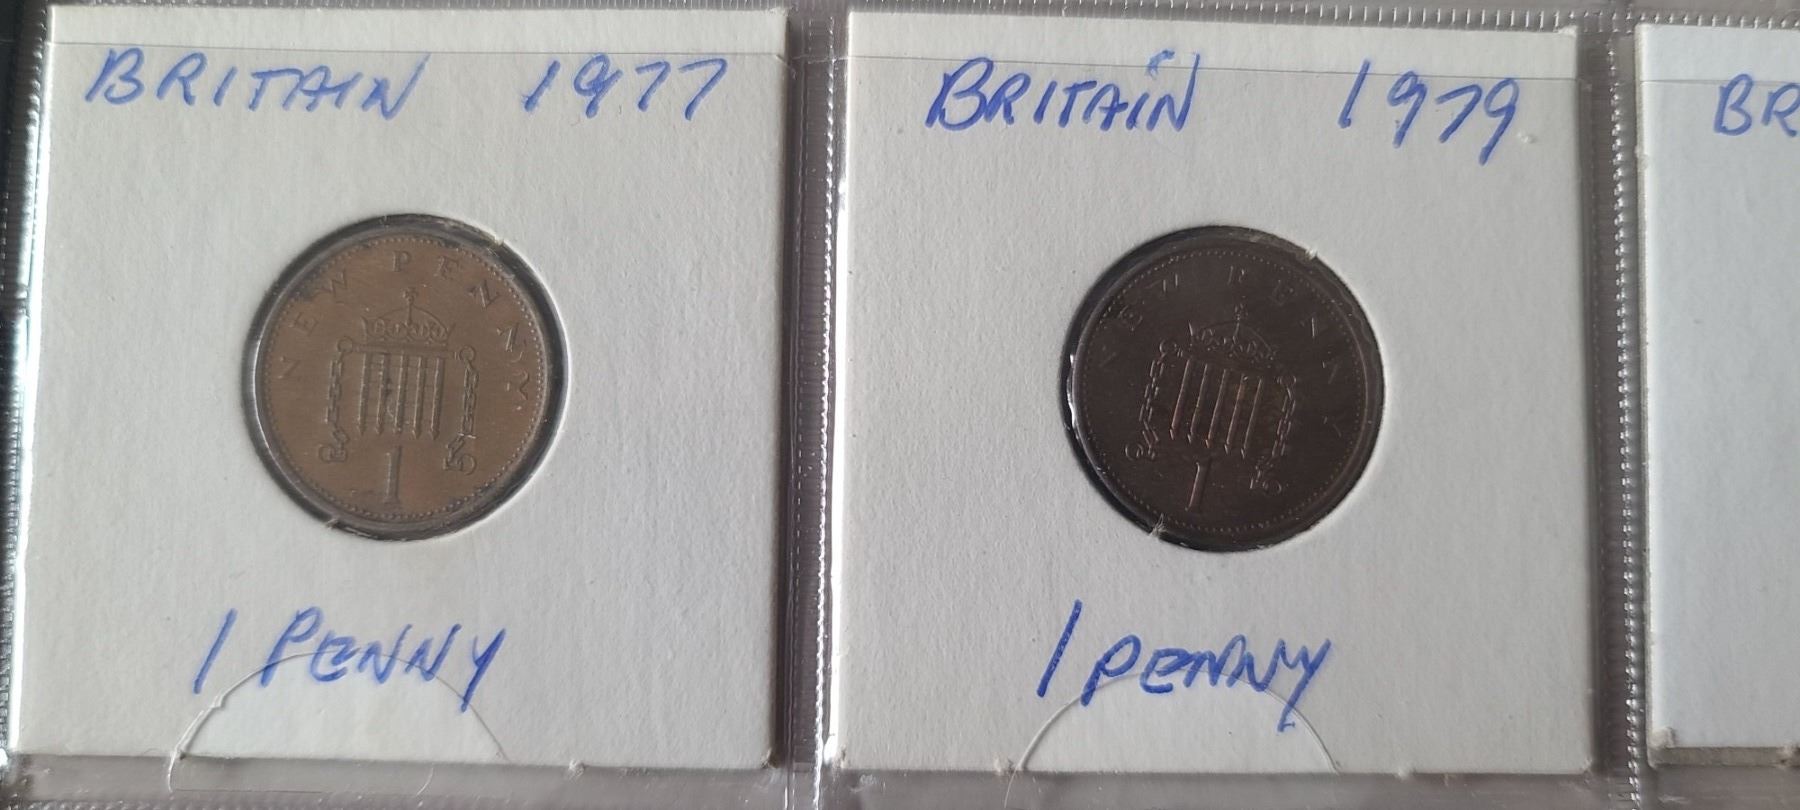 BRITAIN 1977
NEW PENNY
1
1 PENNY
BRITAIN 1979
NEW PENNY
1
1 PENNY
BR